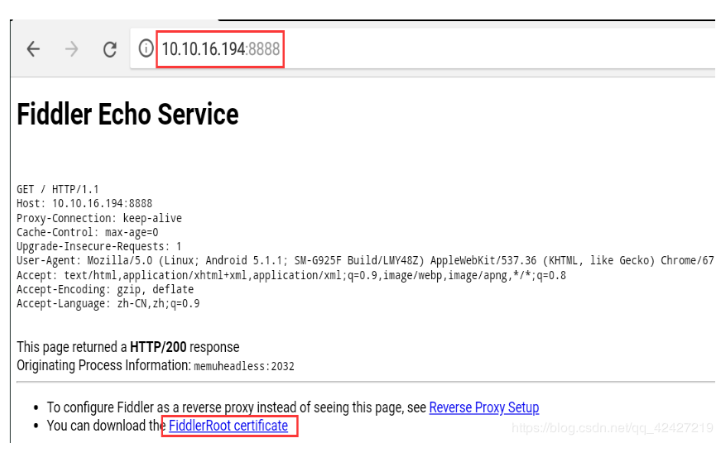 10.10.16.194:8888
Fiddler Echo Service
GET / HTTP/1.1
Host: 10.10.16.194:8888
Proxy-Connection: keep-alive
Cache-Control: max-age=0
Upgrade-Insecure-Requests: 1
User-Agent: Mozilla/5.0 (Linux; Android 5.1.1; SM-G925F Build/LMY48Z) AppleWebKit/537.36 (KHTML, like Gecko) Chrome/67
Accept: text/html,application/xhtml+xml,application/xml;q=0.9,image/webp,image/apng,*/*;q=0.8
Accept-Encoding: gzip, deflate
Accept-Language: zh-CN,zh;q=0.9
This page returned a HTTP/200 response
Originating Process Information: memuheadless:2032
• To configure Fiddler as a reverse proxy instead of seeing this page, see Reverse Proxy Setup
• You can download the FiddlerRoot certificate
https://blog.csdn.net/qq_42427219